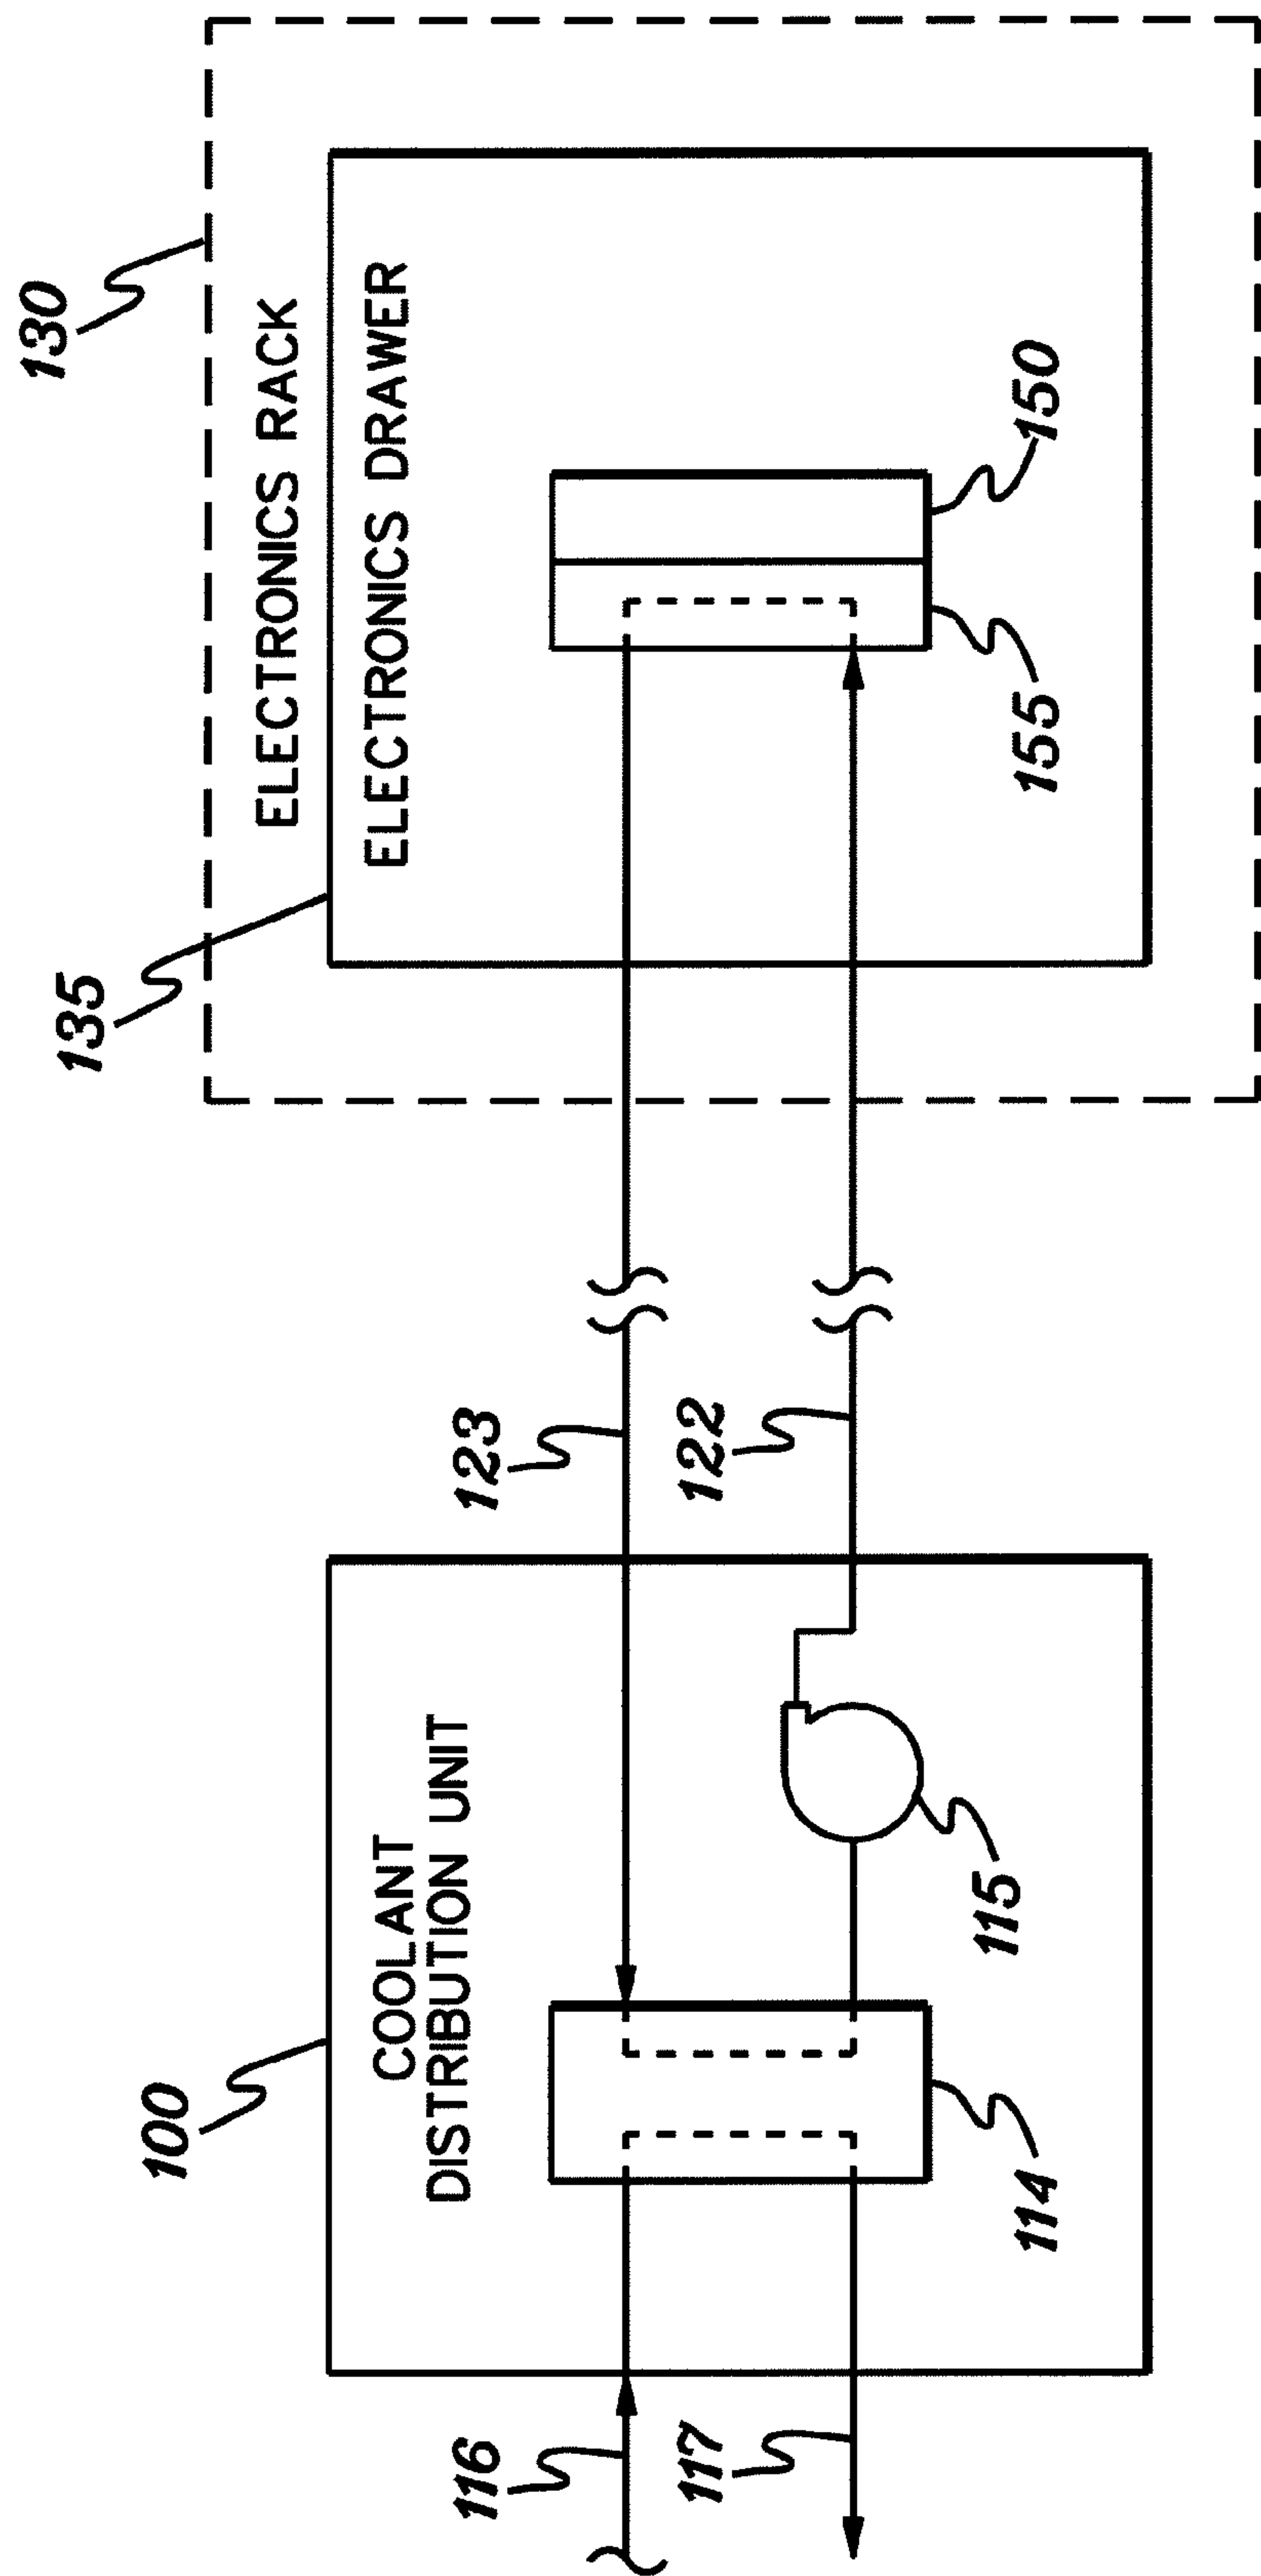 130
ELECTRONICS RACK
135
ELECTRONICS DRAWER
150
155
123
122
100
COOLANT
DISTRIBUTION UNIT
115
114
116
117